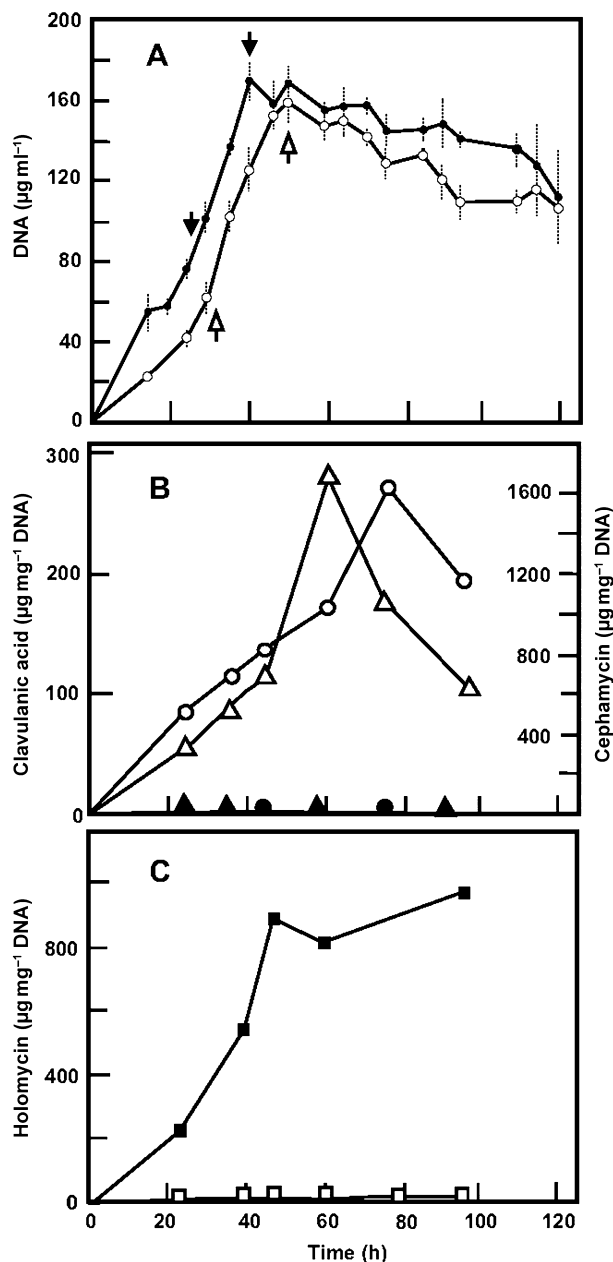 A
200
160
120
80
40
0
DNA (µg ml⁻¹)
B
300
200
100
0
Clavulanic acid (µg mg⁻¹ DNA)
1600
1200
800
400
Cephamycin (µg mg⁻¹ DNA)
C
800
400
0
Holomycin (µg mg⁻¹ DNA)
0 20 40 60 80 100 120
Time (h)